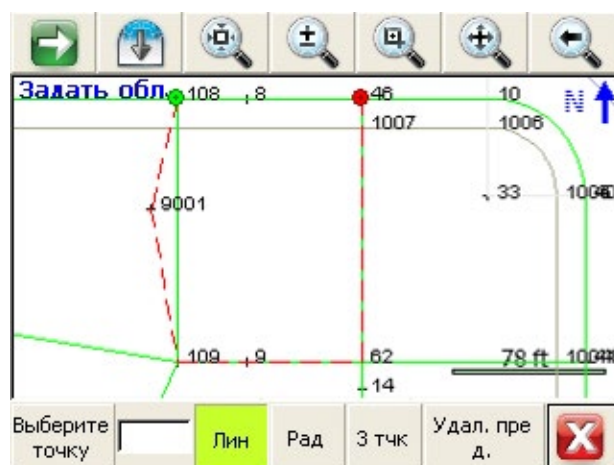 Задать обл.
108 8 46 10 N
1007 1006
9001 33
109 9 62 78 ft
14
Выберите точку Лин Рад 3 тчк Удал. пре д.